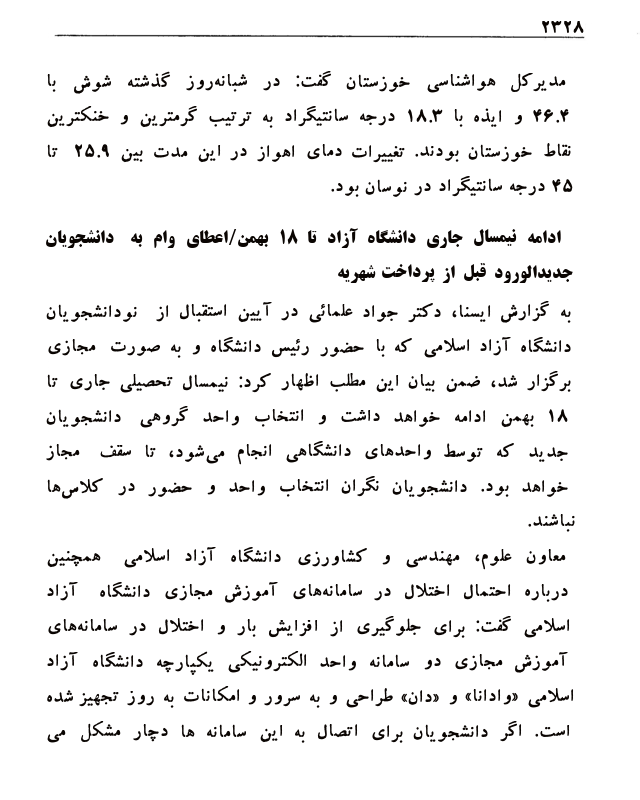 ۲۳۲۸
مدیرکل هواشناسی خوزستان گفت: در شبانه‌روز گذشته شوش با
۴۶.۴ و ایذه با ۱۸.۳ درجه سانتیگراد به ترتیب گرمترین و خنکترین
نقاط خوزستان بودند. تغییرات دمای اهواز در این مدت بین ۲۵.۹ تا
۴۵ درجه سانتیگراد در نوسان بود.
ادامه نیمسال جاری دانشگاه آزاد تا ۱۸ بهمن/اعطای وام به دانشجویان
جدیدالورود قبل از پرداخت شهریه
به گزارش ایسنا، دکتر جواد علمائی در آیین استقبال از نودانشجویان
دانشگاه آزاد اسلامی که با حضور رئیس دانشگاه و به صورت مجازی
برگزار شد، ضمن بیان این مطلب اظهار کرد: نیمسال تحصیلی جاری تا
۱۸ بهمن ادامه خواهد داشت و انتخاب واحد گروهی دانشجویان
جدید که توسط واحدهای دانشگاهی انجام می‌شود، تا سقف مجاز
خواهد بود. دانشجویان نگران انتخاب واحد و حضور در کلاس‌ها
نباشند.
معاون علوم، مهندسی و کشاورزی دانشگاه آزاد اسلامی همچنین
درباره احتمال اختلال در سامانه‌های آموزش مجازی دانشگاه آزاد
اسلامی گفت: برای جلوگیری از افزایش بار و اختلال در سامانه‌های
آموزش مجازی دو سامانه واحد الکترونیکی یکپارچه دانشگاه آزاد
اسلامی «وادانا» و «دان» طراحی و به سرور و امکانات به روز تجهیز شده
است. اگر دانشجویان برای اتصال به این سامانه ها دچار مشکل می